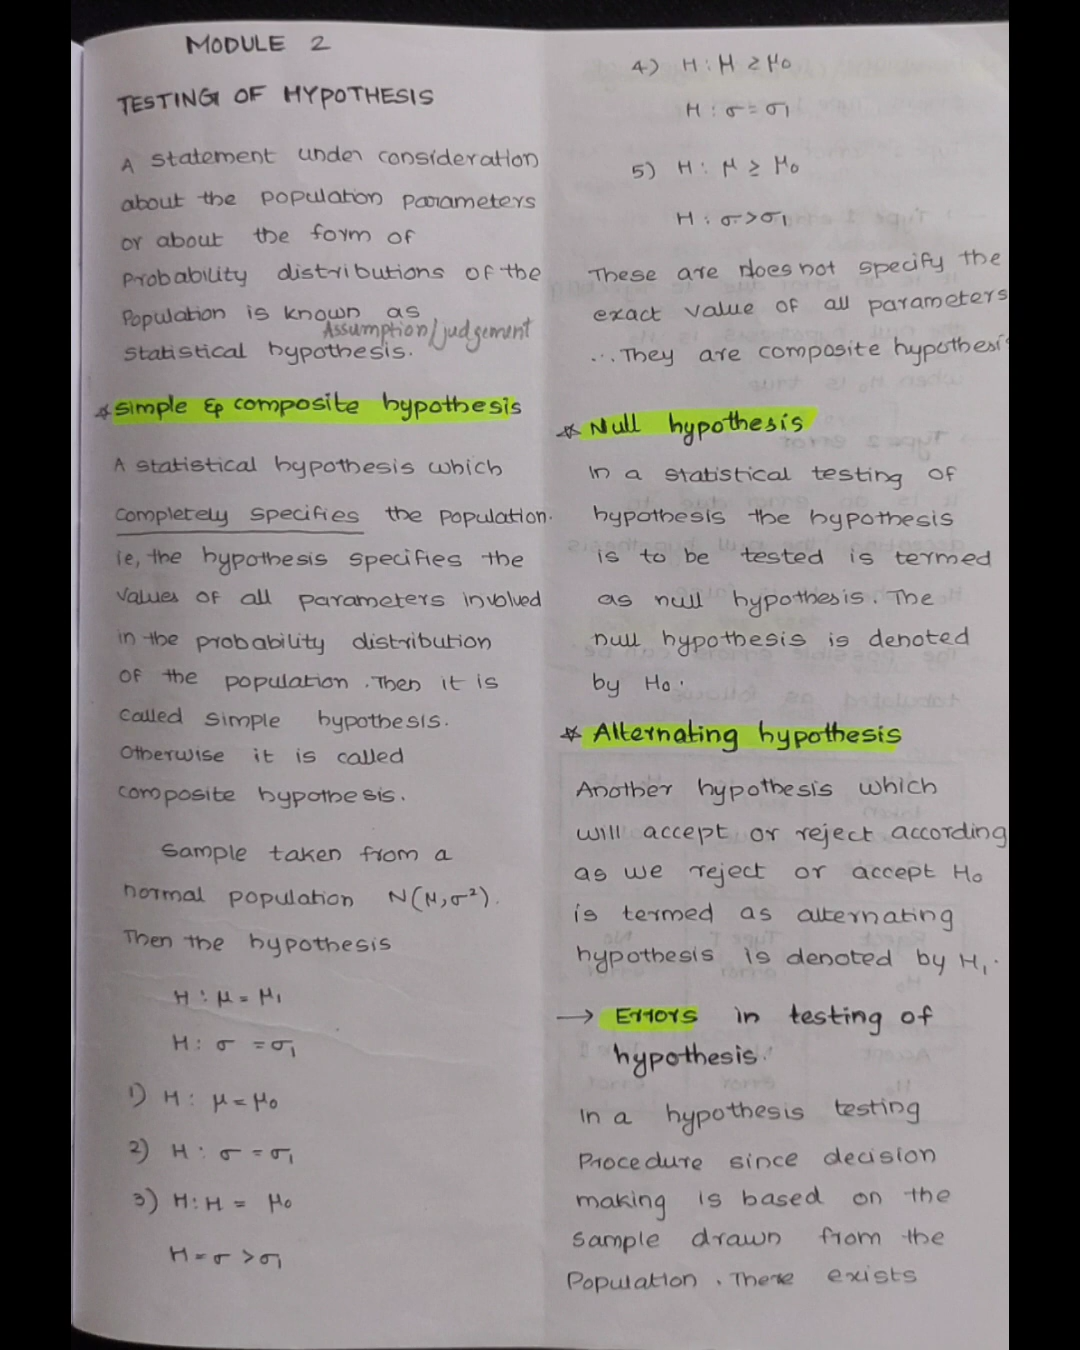 MODULE 2
TESTING OF HYPOTHESIS
A statement under consideration
about the population parameters
or about the form of
Probability distributions of the
Population is known as
Assumption/judgement
statistical hypothesis.
* simple & composite hypothesis
A statistical hypothesis which
completely specifies the population.
ie, the hypothesis specifies the
values of all parameters involved
in the probability distribution
of the population. Then it is
called simple hypothesis.
Otherwise it is called
composite hypothesis.
Sample taken from a
normal population N(μ,σ²).
Then the hypothesis
H : μ = μ₁
H : σ = σ₁
1) H : μ = μ₀
2) H : σ = σ₁
3) H : μ = μ₀
H = σ > σ₁
4) H : μ ≥ μ₀
H : σ = σ₁
5) H : μ ≥ μ₀
H : σ > σ₁
These are does not specify the
exact value of all parameters
... They are composite hypothesis
* Null hypothesis
In a statistical testing of
hypothesis the hypothesis
is to be tested is termed
as null hypothesis. The
null hypothesis is denoted
by H₀.
* Alternating hypothesis
Another hypothesis which
will accept or reject according
as we reject or accept H₀
is termed as alternating
hypothesis is denoted by H₁.
→ Errors in testing of
hypothesis.
In a hypothesis testing
Procedure since decision
making is based on the
sample drawn from the
Population. There exists